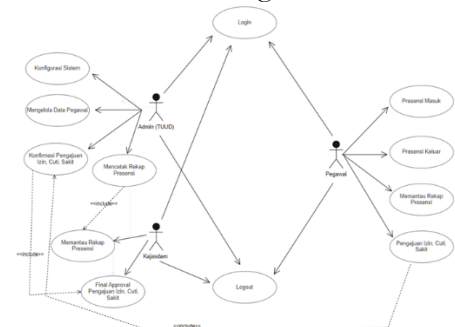 Login
Konfigurasi Sistem
Mengelola Data Pegawai
Admin (TUUD)
Konfirmasi Pengajuan
Izin, Cuti, Sakit
Mencetak Rekap
Presensi
Presensi Masuk
Presensi Keluar
Pegawai
Memantau Rekap
Presensi
Pengajuan Izin, Cuti,
Sakit
<<include>>
<<include>>
Memantau Rekap
Presensi
Kajasdam
Final Approval
Pengajuan Izin, Cuti,
Sakit
Logout
<<include>>